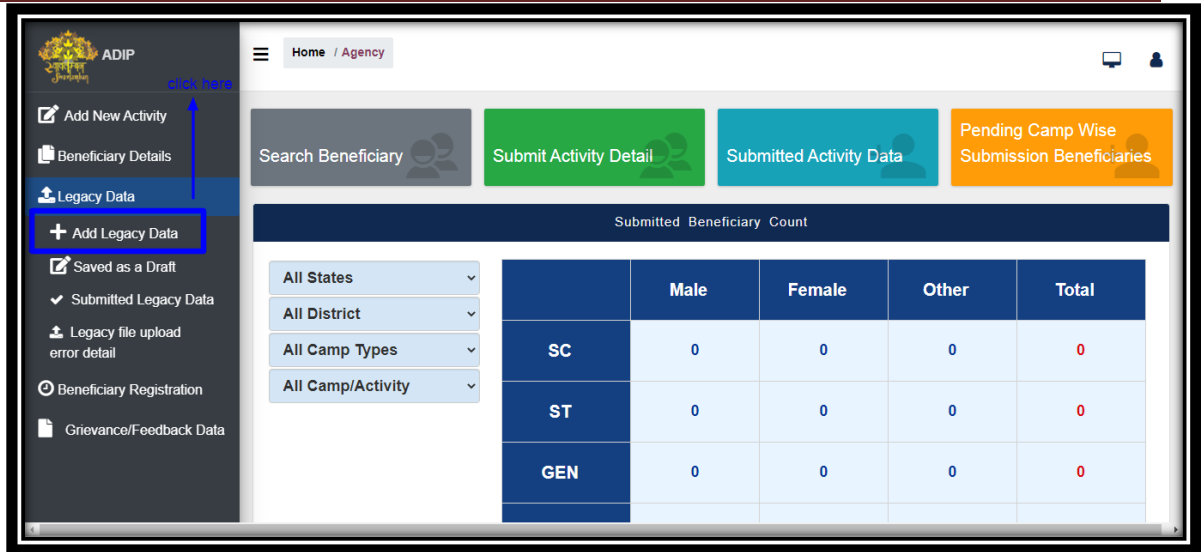 ADIP
Home / Agency
click here
Add New Activity
Beneficiary Details
Legacy Data
Add Legacy Data
Saved as a Draft
Submitted Legacy Data
Legacy file upload
error detail
Beneficiary Registration
Grievance/Feedback Data
Search Beneficiary
Submit Activity Detail
Submitted Activity Data
Pending Camp Wise
Submission Beneficiaries
Submitted Beneficiary Count
All States
All District
All Camp Types
All Camp/Activity
Male Female Other Total
SC 0 0 0 0
ST 0 0 0 0
GEN 0 0 0 0